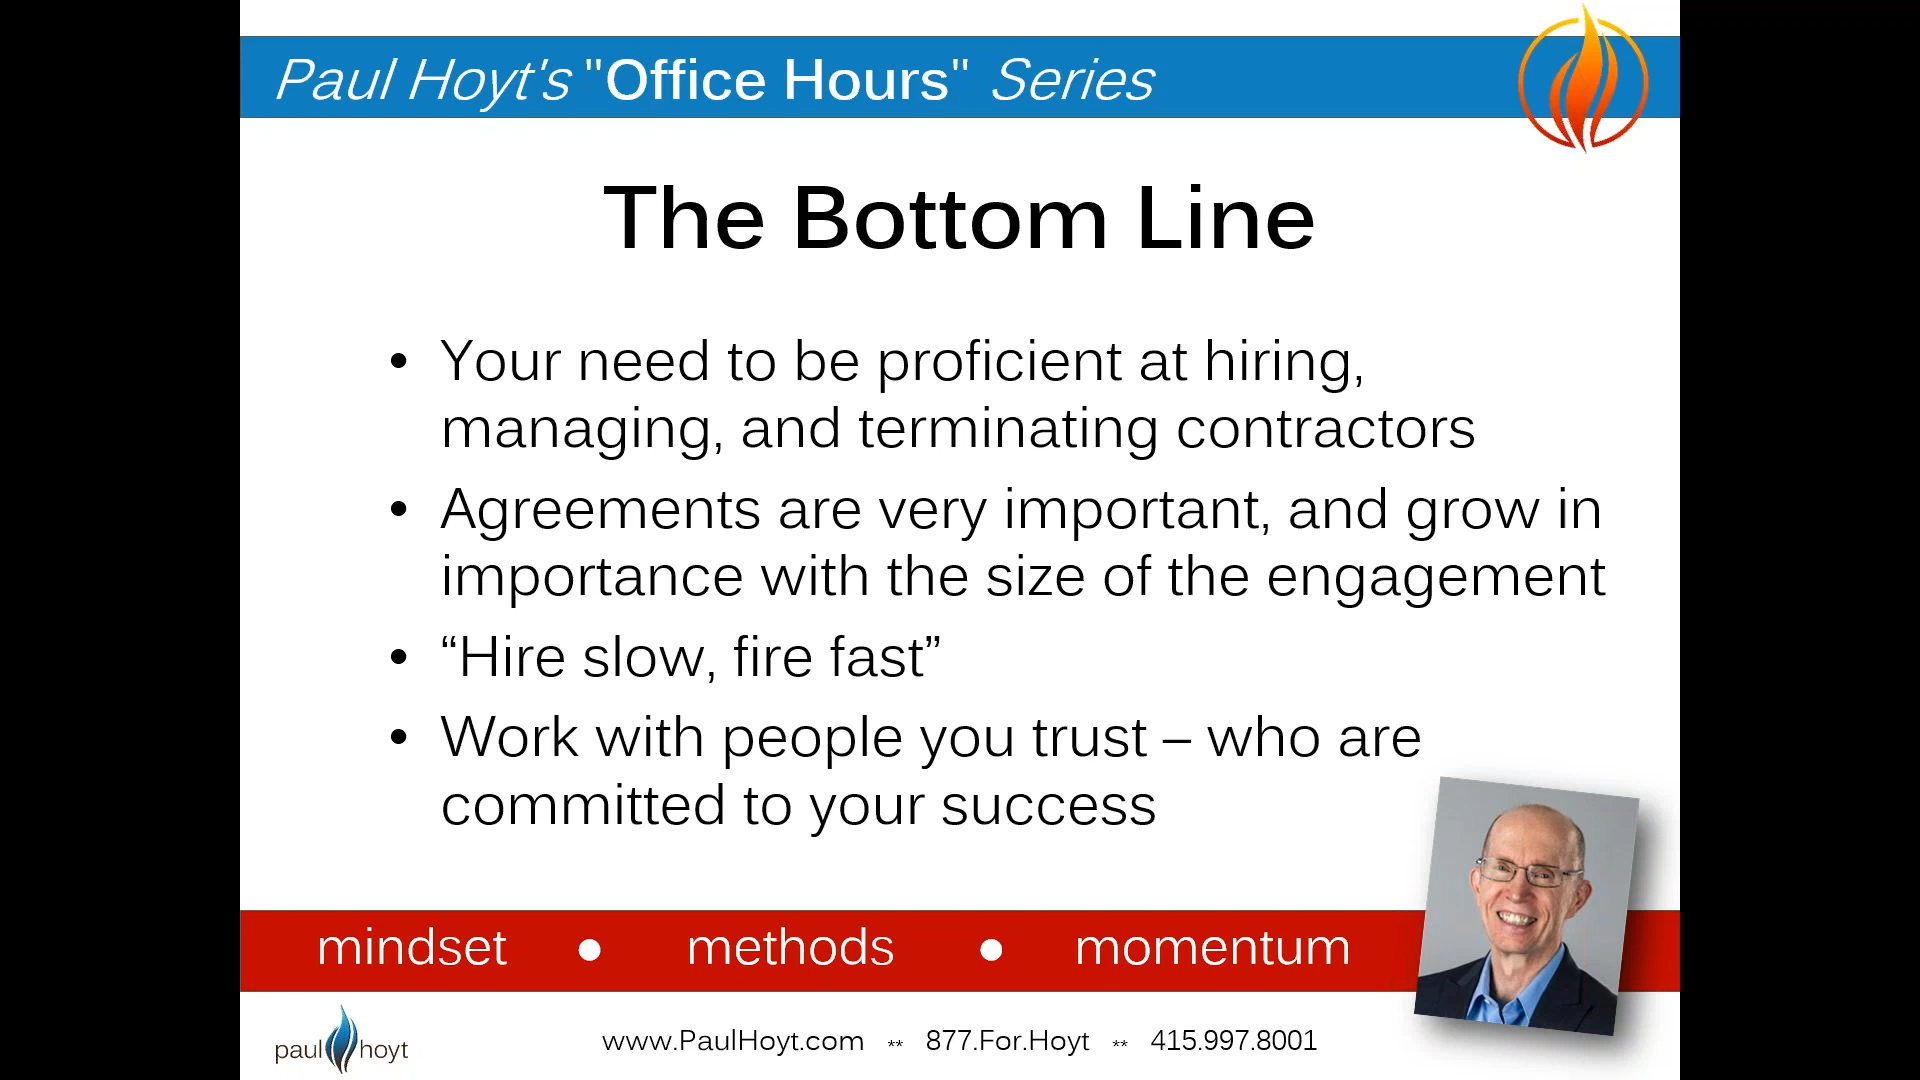 Paul Hoyt's "Office Hours" Series
The Bottom Line
• Your need to be proficient at hiring,
managing, and terminating contractors
• Agreements are very important, and grow in
importance with the size of the engagement
• “Hire slow, fire fast”
• Work with people you trust – who are
committed to your success
mindset ● methods ● momentum
paul hoyt
www.PaulHoyt.com ** 877.For.Hoyt ** 415.997.8001